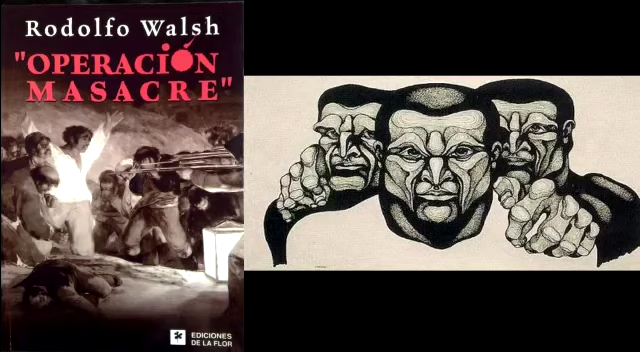 Rodolfo Walsh
"OPERACIÓN
MASACRE"
EDICIONES
DE LA FLOR